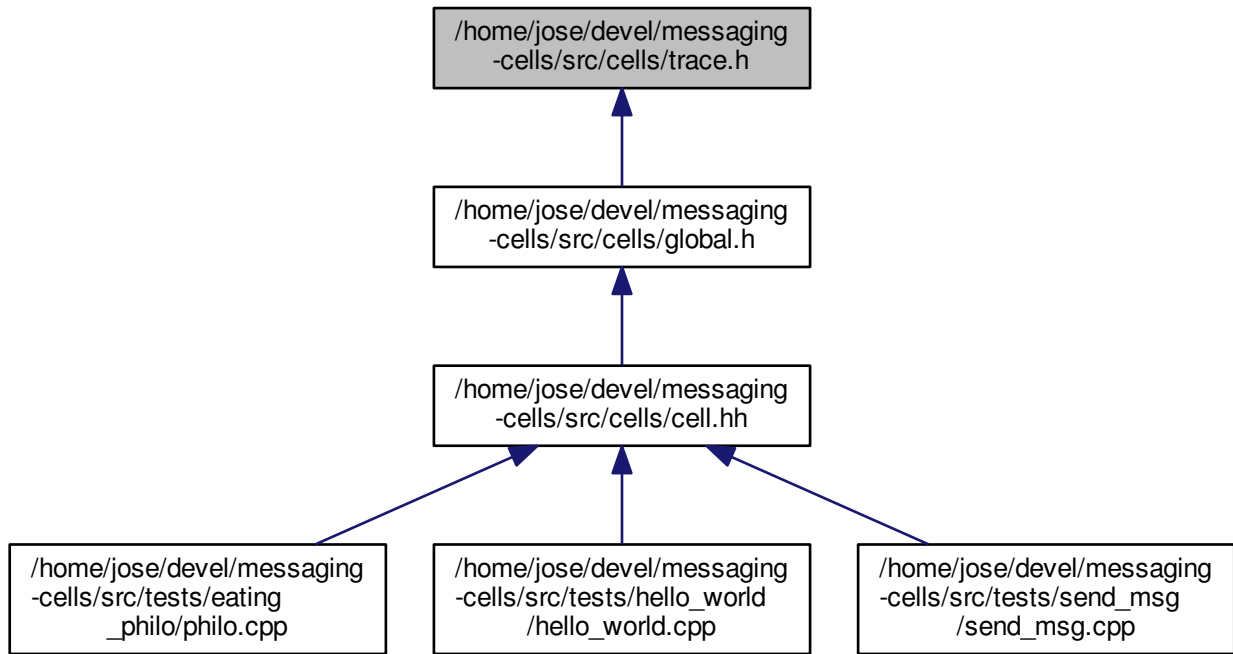 /home/jose/devel/messaging
-cells/src/cells/trace.h
/home/jose/devel/messaging
-cells/src/cells/global.h
/home/jose/devel/messaging
-cells/src/cells/cell.hh
/home/jose/devel/messaging
-cells/src/tests/eating
_philo/philo.cpp
/home/jose/devel/messaging
-cells/src/tests/hello_world
/hello_world.cpp
/home/jose/devel/messaging
-cells/src/tests/send_msg
/send_msg.cpp